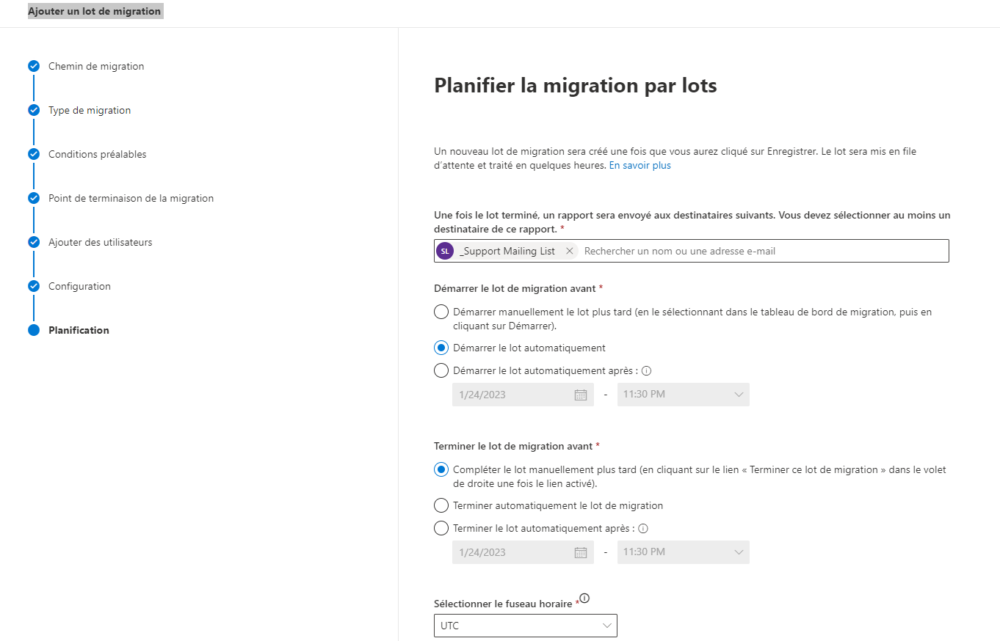 Ajouter un lot de migration
Chemin de migration
Type de migration
Conditions préalables
Point de terminaison de la migration
Ajouter des utilisateurs
Configuration
Planification
Planifier la migration par lots
Un nouveau lot de migration sera créé une fois que vous aurez cliqué sur Enregistrer. Le lot sera mis en file
d’attente et traité en quelques heures. En savoir plus
Une fois le lot terminé, un rapport sera envoyé aux destinataires suivants. Vous devez sélectionner au moins un
destinataire de ce rapport. *
SL _Support Mailing List Rechercher un nom ou une adresse e-mail
Démarrer le lot de migration avant *
Démarrer manuellement le lot plus tard (en le sélectionnant dans le tableau de bord de migration, puis en
cliquant sur Démarrer).
Démarrer le lot automatiquement
Démarrer le lot automatiquement après :
1/24/2023 - 11:30 PM
Terminer le lot de migration avant *
Compléter le lot manuellement plus tard (en cliquant sur le lien « Terminer ce lot de migration » dans le volet
de droite une fois le lien activé).
Terminer automatiquement le lot de migration
Terminer le lot automatiquement après :
1/24/2023 - 11:30 PM
Sélectionner le fuseau horaire *
UTC